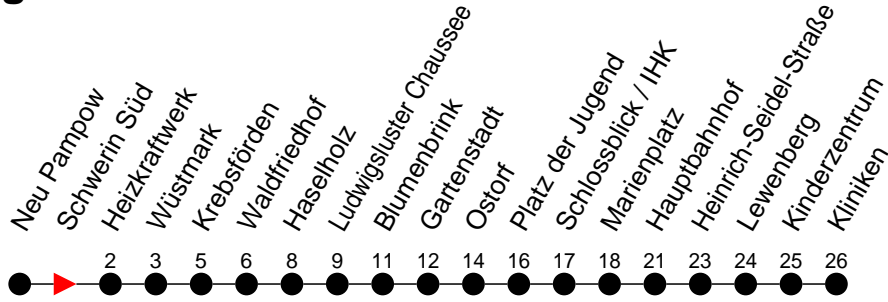 Neu Pampow
Schwerin Süd
Heizkraftwerk
Wüstmark
Krebsförden
Waldfriedhof
Haselholz
Ludwigsluster Chaussee
Blumenbrink
Gartenstadt
Ostorf
Platz der Jugend
Schlossblick / IHK
Marienplatz
Hauptbahnhof
Heinrich-Seidel-Straße
Lewenberg
Kinderzentrum
Kliniken
2 3 5 6 8 9 11 12 14 16 17 18 21 23 24 25 26